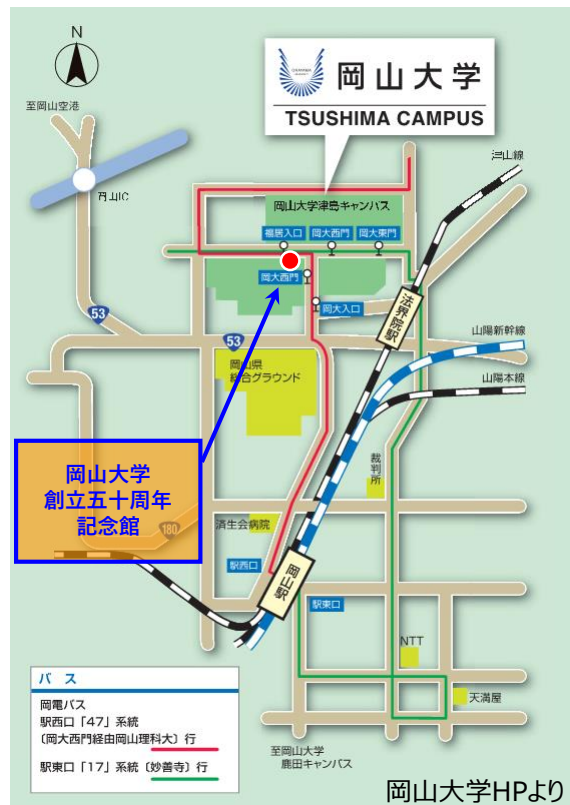 N
岡山大学
TSUSHIMA CAMPUS
至岡山空港
岡山IC
津山線
岡山大学津島キャンパス
福居入口
岡大西門
岡大東門
岡大西門
岡大入口
法界院駅
53
53
山陽新幹線
山陽本線
岡山県
総合グラウンド
岡山大学
創立五十周年
記念館
裁判所
180
済生会病院
駅西口
岡山駅
駅東口
NTT
天満屋
バス
岡電バス
駅西口「47」系統
〔岡大西門経由岡山理科大〕行
駅東口「17」系統〔妙善寺〕行
至岡山大学
鹿田キャンパス
岡山大学HPより